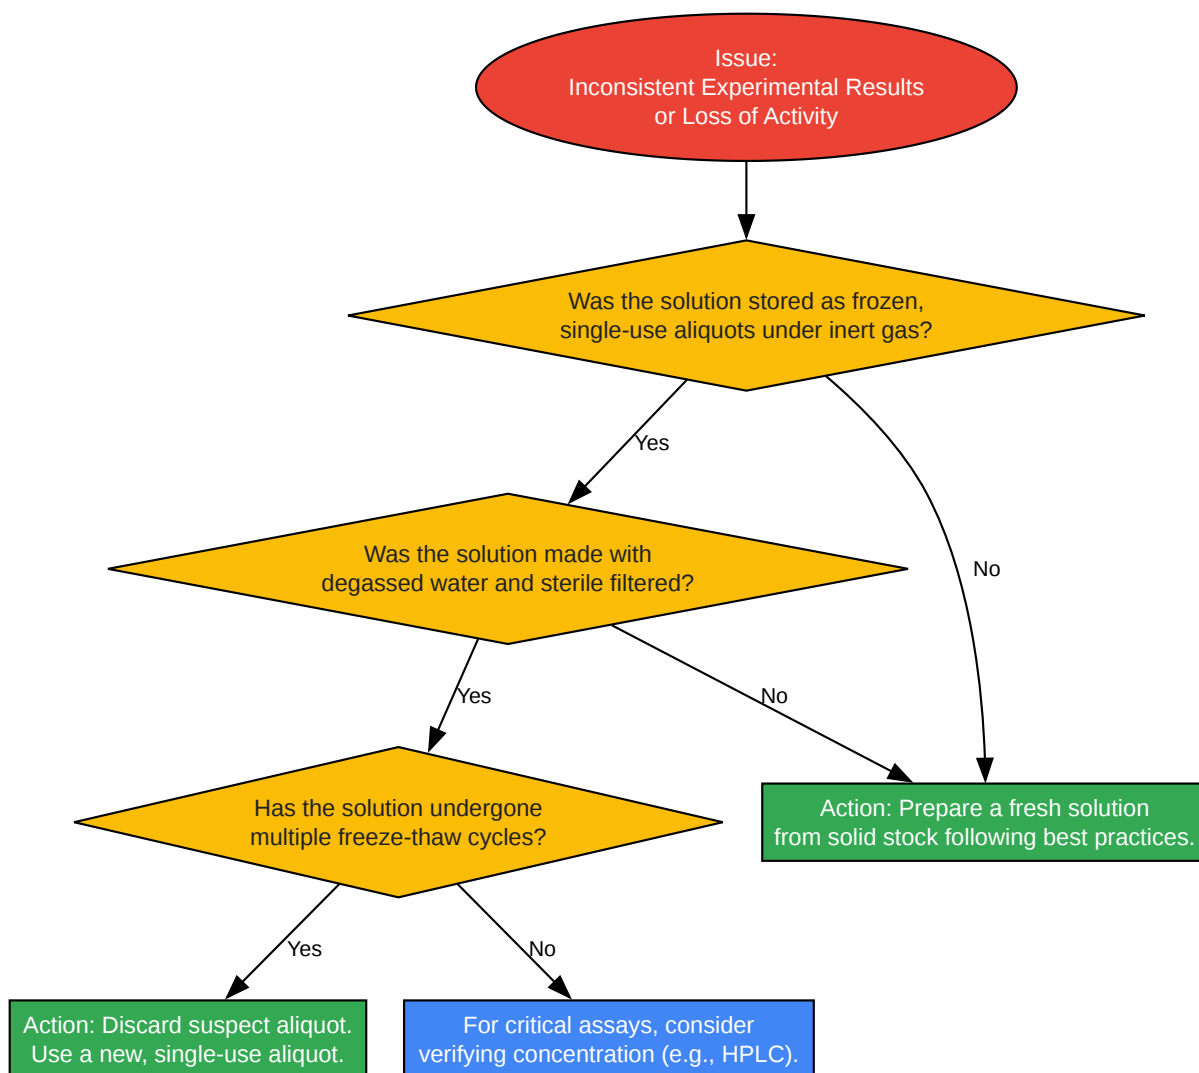 Issue:
Inconsistent Experimental Results
or Loss of Activity
Was the solution stored as frozen,
single-use aliquots under inert gas?
Yes
Was the solution made with
degassed water and sterile filtered?
No
Yes
No
Has the solution undergone
multiple freeze-thaw cycles?
Action: Prepare a fresh solution
from solid stock following best practices.
Yes
No
Action: Discard suspect aliquot.
Use a new, single-use aliquot.
For critical assays, consider
verifying concentration (e.g., HPLC).